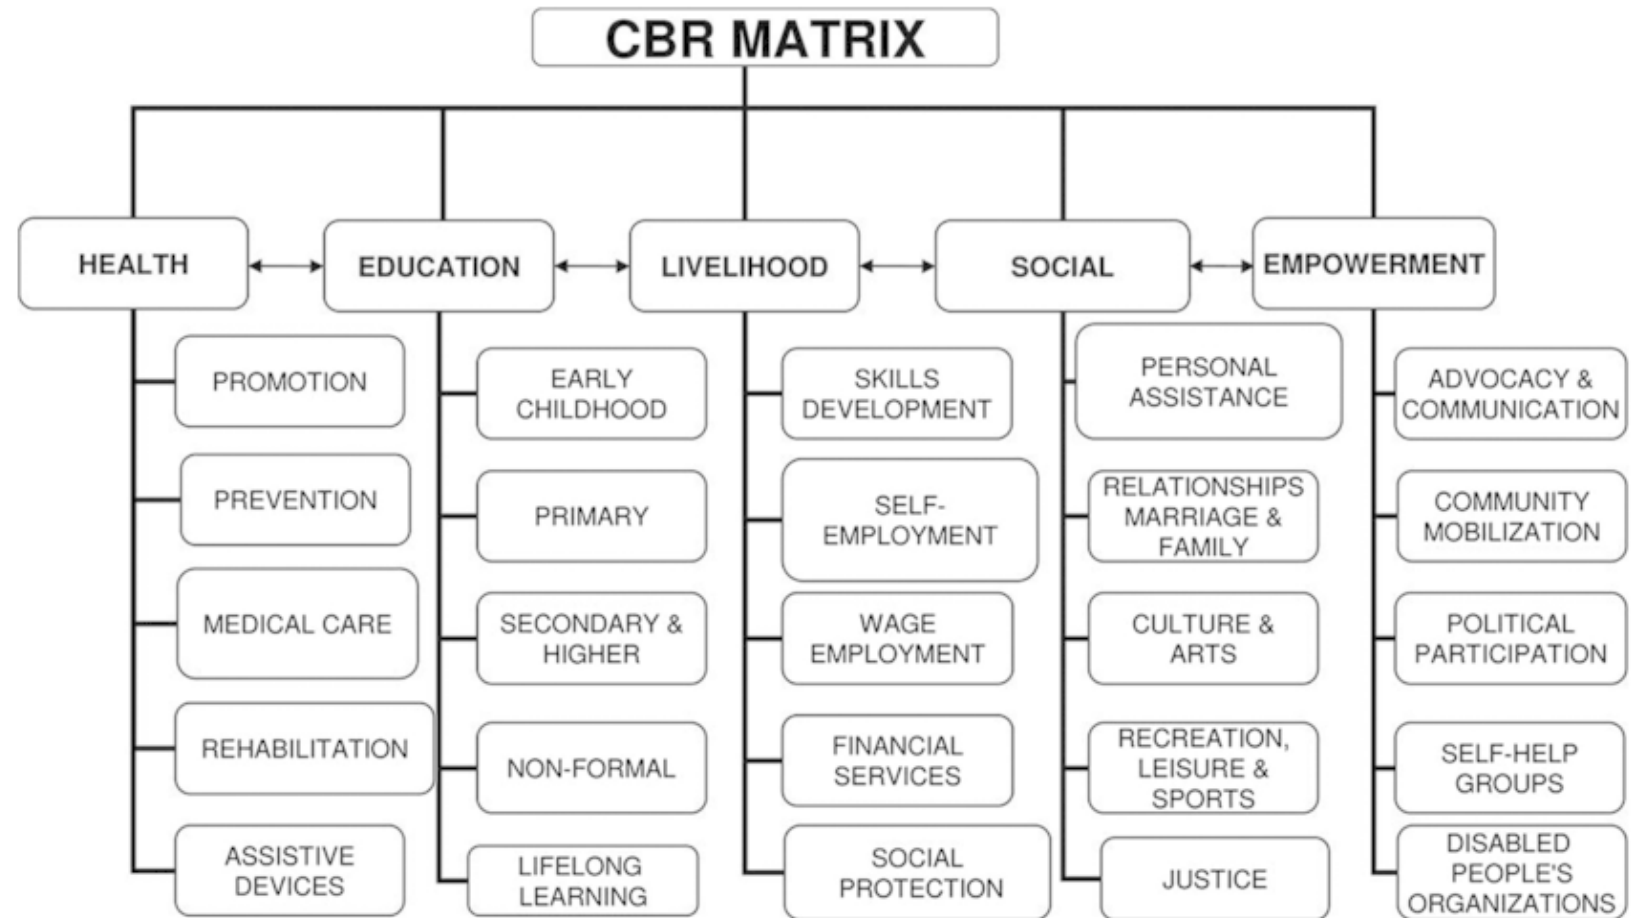 CBR MATRIX
HEALTH
EDUCATION
LIVELIHOOD
SOCIAL
EMPOWERMENT
PROMOTION
PREVENTION
MEDICAL CARE
REHABILITATION
ASSISTIVE
DEVICES
EARLY
CHILDHOOD
PRIMARY
SECONDARY &
HIGHER
NON-FORMAL
LIFELONG
LEARNING
SKILLS
DEVELOPMENT
SELF-
EMPLOYMENT
WAGE
EMPLOYMENT
FINANCIAL
SERVICES
SOCIAL
PROTECTION
PERSONAL
ASSISTANCE
RELATIONSHIPS
MARRIAGE &
FAMILY
CULTURE &
ARTS
RECREATION,
LEISURE &
SPORTS
JUSTICE
ADVOCACY &
COMMUNICATION
COMMUNITY
MOBILIZATION
POLITICAL
PARTICIPATION
SELF-HELP
GROUPS
DISABLED
PEOPLE'S
ORGANIZATIONS